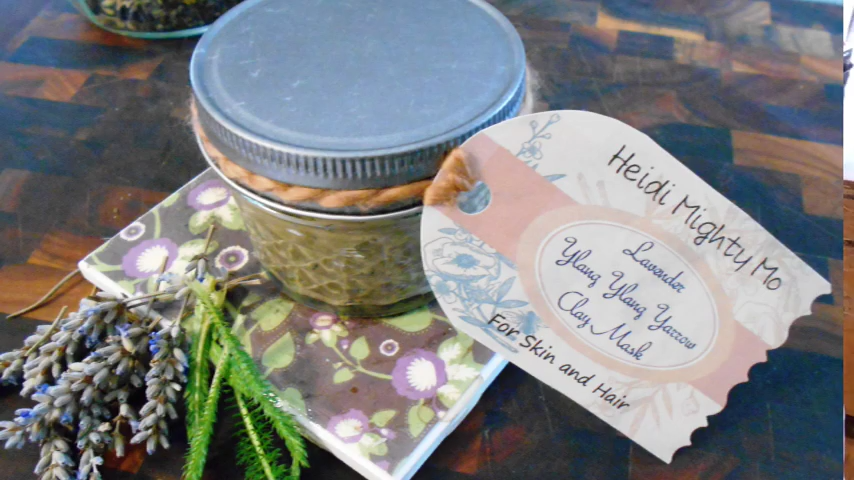 Heidi Mighty Mo
Lavender
Ylang Ylang Yarrow
Clay Mask
For Skin and Hair